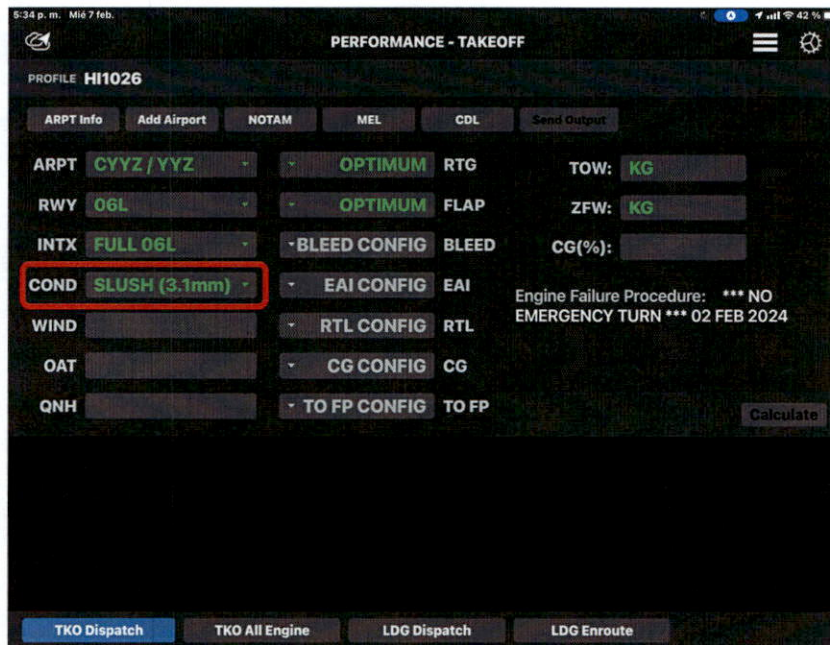 5:34 p. m. Mié 7 feb.
42 %
PERFORMANCE - TAKEOFF
PROFILE HI1026
ARPT Info Add Airport NOTAM MEL CDL Send Output
ARPT CYYZ / YYZ OPTIMUM RTG TOW: KG
RWY 06L OPTIMUM FLAP ZFW: KG
INTX FULL 06L BLEED CONFIG BLEED CG(%):
COND SLUSH (3.1mm) EAI CONFIG EAI
Engine Failure Procedure: *** NO
EMERGENCY TURN *** 02 FEB 2024
WIND RTL CONFIG RTL
OAT CG CONFIG CG
QNH TO FP CONFIG TO FP
Calculate
TKO Dispatch TKO All Engine LDG Dispatch LDG Enroute